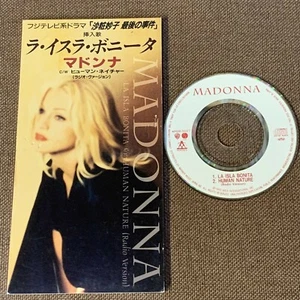 フジテレビ系ドラマ「沙粧妙子 最後の事件」
挿入歌
ラ・イスラ・ボニータ
マドンナ
c/w ヒューマン・ネイチャー
(ラジオ・ヴァージョン)
MADONNA
LA ISLA BONITA c/w HUMAN NATURE (Radio Version)
MADONNA
1. LA ISLA BONITA
2. HUMAN NATURE
(Radio Version)